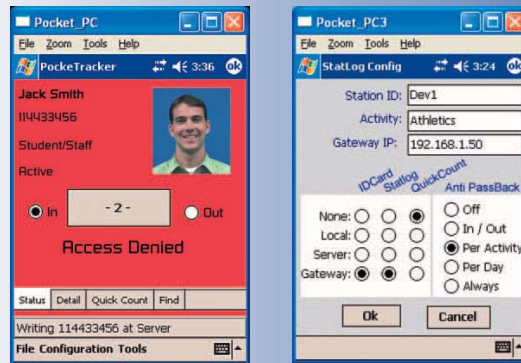 Pocket_PC
File Zoom Tools Help
PockeTracker 3:36 ok
Jack Smith
114433456
Student/Staff
Active
In - 2 - Out
Access Denied
Status Detail Quick Count Find
Writing 114433456 at Server
File Configuration Tools
Pocket_PC3
File Zoom Tools Help
StatLog Config 3:24 ok
Station ID: Dev1
Activity: Athletics
Gateway IP: 192.168.1.50
IDCard Statlog QuickCount Anti PassBack
None: Off
Local: In / Out
Server: Per Activity
Gateway: Per Day
Always
Ok Cancel